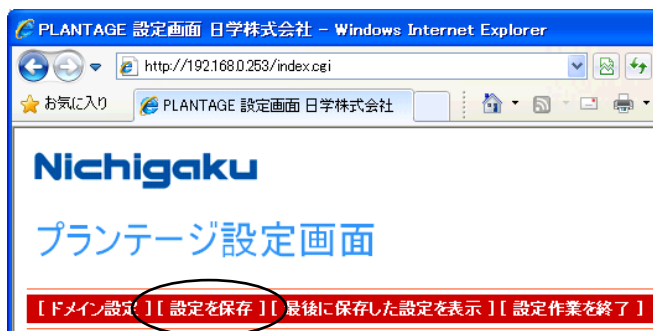 PLANTAGE 設定画面 日学株式会社 - Windows Internet Explorer
http://192.168.0.253/index.cgi
お気に入り PLANTAGE 設定画面 日学株式会社
Nichigaku
プランテージ設定画面
[ ドメイン設定 ] [ 設定を保存 ] [ 最後に保存した設定を表示 ] [ 設定作業を終了 ]